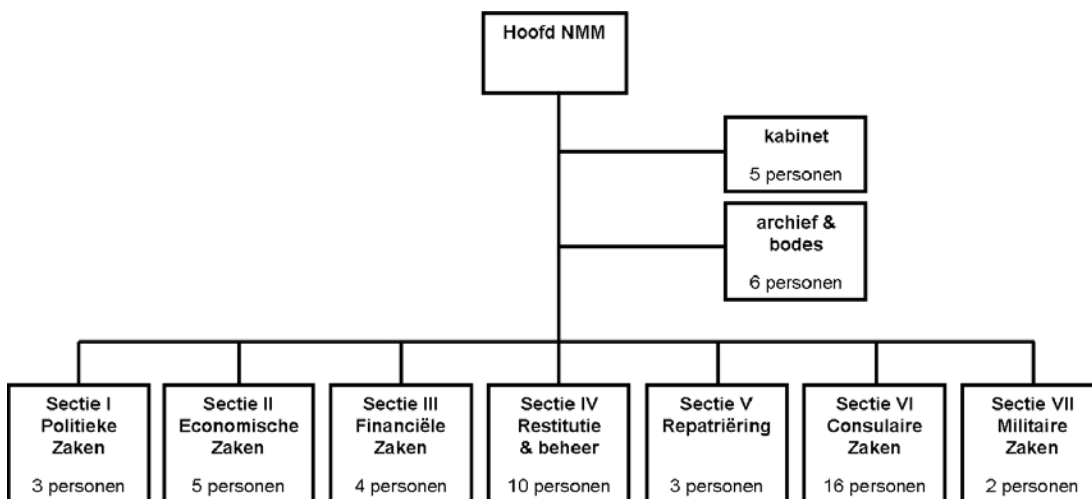 Hoofd NMM
kabinet
5 personen
archief &
bodes
6 personen
Sectie I
Politieke
Zaken
3 personen
Sectie II
Economische
Zaken
5 personen
Sectie III
Financiële
Zaken
4 personen
Sectie IV
Restitutie
& beheer
10 personen
Sectie V
Repatriëring
3 personen
Sectie VI
Consulaire
Zaken
16 personen
Sectie VII
Militaire
Zaken
2 personen